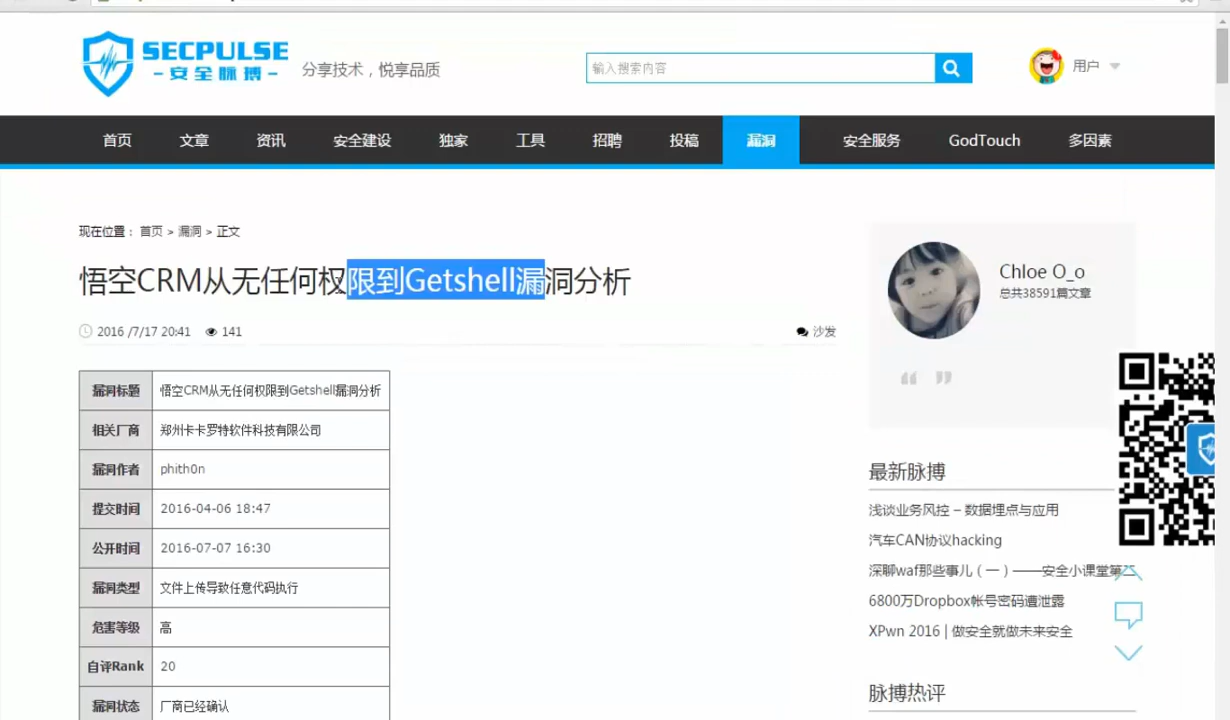 SECPULSE
-安全脉搏-
分享技术，悦享品质
输入搜索内容
用户
首页 文章 资讯 安全建设 独家 工具 招聘 投稿 漏洞 安全服务 GodTouch 多因素
现在位置： 首页 > 漏洞 > 正文
悟空CRM从无任何权限到Getshell漏洞分析
2016 /7/17 20:41 141 沙发
漏洞标题 悟空CRM从无任何权限到Getshell漏洞分析
相关厂商 郑州卡卡罗特软件科技有限公司
漏洞作者 phith0n
提交时间 2016-04-06 18:47
公开时间 2016-07-07 16:30
漏洞类型 文件上传导致任意代码执行
危害等级 高
自评Rank 20
漏洞状态 厂商已经确认
Chloe O_o
总共38591篇文章
最新脉搏
浅谈业务风控 – 数据埋点与应用
汽车CAN协议hacking
深聊waf那些事儿 ( 一 ) ——安全小课堂第
6800万Dropbox帐号密码遭泄露
XPwn 2016 | 做安全就做未来安全
脉搏热评